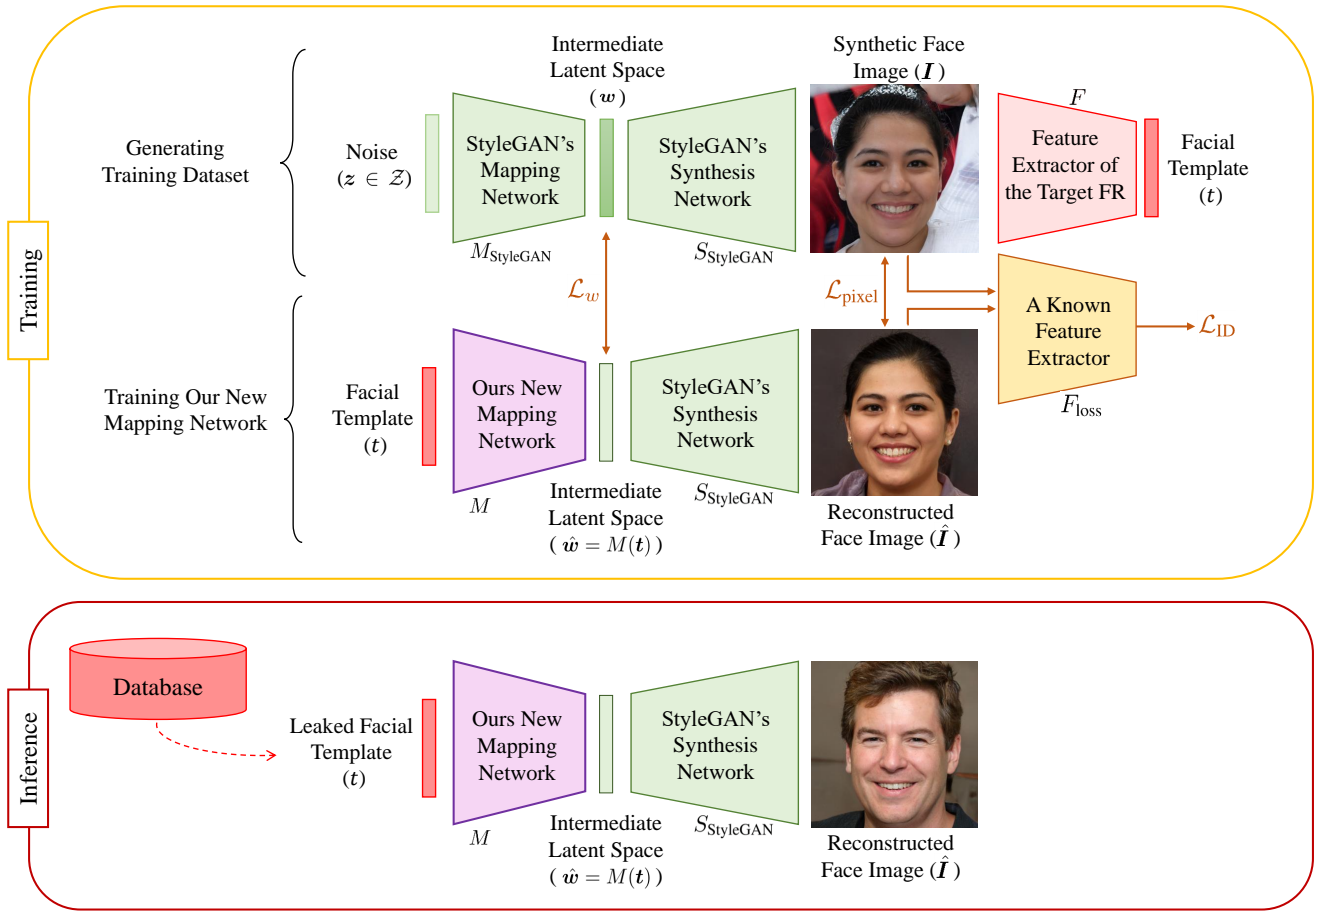 Training
Generating
Training Dataset
Noise
(z ∈ Z)
StyleGAN's
Mapping
Network
M_StyleGAN
Intermediate
Latent Space
(w)
StyleGAN's
Synthesis
Network
S_StyleGAN
Synthetic Face
Image (I)
F
Feature
Extractor of
the Target FR
Facial
Template
(t)
L_w
L_pixel
A Known
Feature
Extractor
F_loss
L_ID
Training Our New
Mapping Network
Facial
Template
(t)
Ours New
Mapping
Network
M
Intermediate
Latent Space
( ŵ = M(t) )
StyleGAN's
Synthesis
Network
S_StyleGAN
Reconstructed
Face Image (Î)
Inference
Database
Leaked Facial
Template
(t)
Ours New
Mapping
Network
M
Intermediate
Latent Space
( ŵ = M(t) )
StyleGAN's
Synthesis
Network
S_StyleGAN
Reconstructed
Face Image (Î)